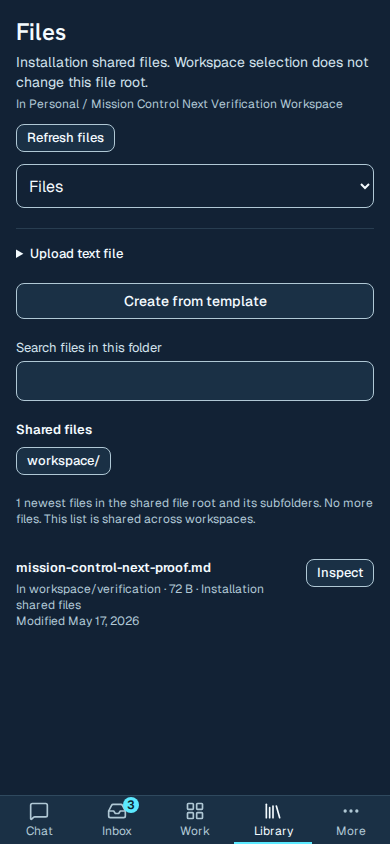 Files
Installation shared files. Workspace selection does not
change this file root.
In Personal / Mission Control Next Verification Workspace
Refresh files
Files
Upload text file
Create from template
Search files in this folder
Shared files
workspace/
1 newest files in the shared file root and its subfolders. No more
files. This list is shared across workspaces.
mission-control-next-proof.md
Inspect
In workspace/verification · 72 B · Installation
shared files
Modified May 17, 2026
3
Chat
Inbox
Work
Library
More